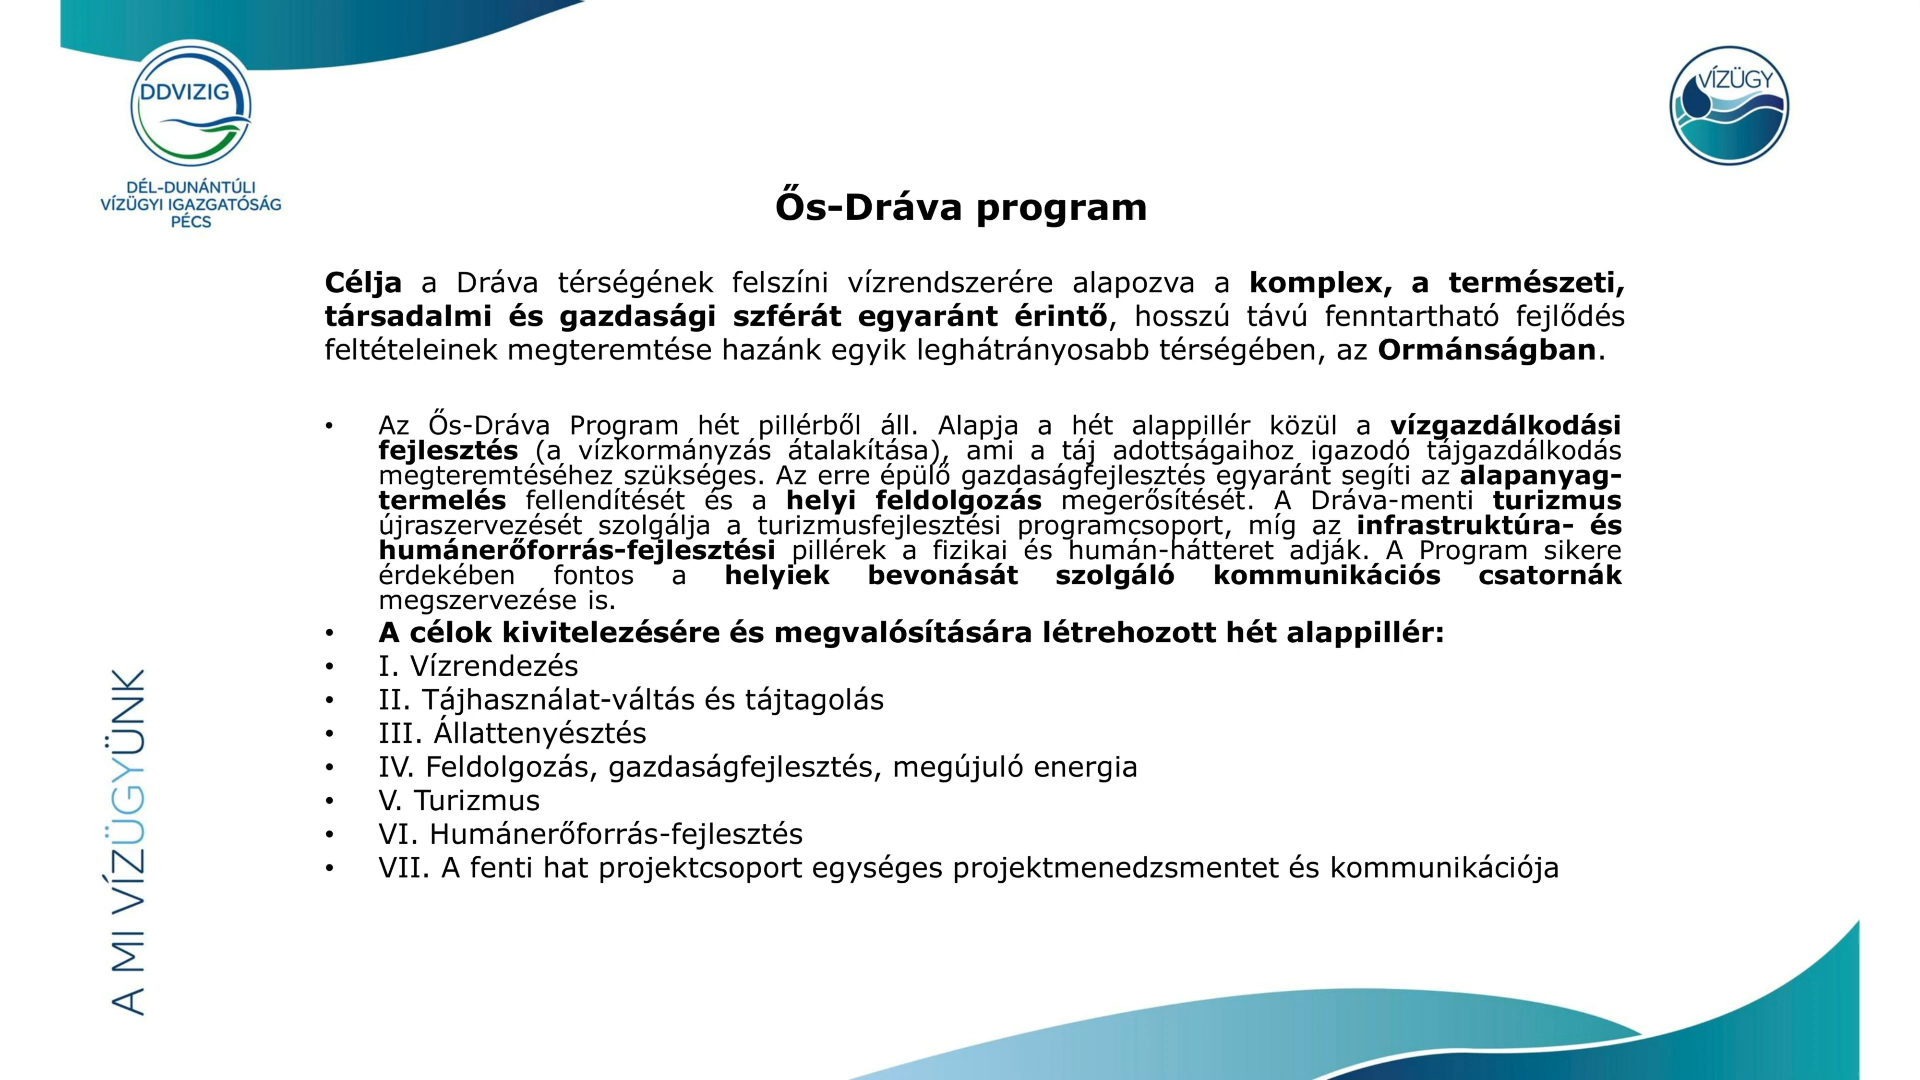 DDVIZIG
DÉL-DUNÁNTÚLI
VÍZÜGYI IGAZGATÓSÁG
PÉCS
VÍZÜGY
Ős-Dráva program
Célja a Dráva térségének felszíni vízrendszerére alapozva a komplex, a természeti,
társadalmi és gazdasági szférát egyaránt érintő, hosszú távú fenntartható fejlődés
feltételeinek megteremtése hazánk egyik leghátrányosabb térségében, az Ormánságban.
• Az Ős-Dráva Program hét pillérből áll. Alapja a hét alappillér közül a vízgazdálkodási
fejlesztés (a vízkormányzás átalakítása), ami a táj adottságaihoz igazodó tájgazdálkodás
megteremtéséhez szükséges. Az erre épülő gazdaságfejlesztés egyaránt segíti az alapanyag-
termelés fellendítését és a helyi feldolgozás megerősítését. A Dráva-menti turizmus
újraszervezését szolgálja a turizmusfejlesztési programcsoport, míg az infrastruktúra- és
humánerőforrás-fejlesztési pillérek a fizikai és humán-hátteret adják. A Program sikere
érdekében fontos a helyiek bevonását szolgáló kommunikációs csatornák
megszervezése is.
• A célok kivitelezésére és megvalósítására létrehozott hét alappillér:
• I. Vízrendezés
• II. Tájhasználat-váltás és tájtagolás
• III. Állattenyésztés
• IV. Feldolgozás, gazdaságfejlesztés, megújuló energia
• V. Turizmus
• VI. Humánerőforrás-fejlesztés
• VII. A fenti hat projektcsoport egységes projektmenedzsmentet és kommunikációja
A MI VÍZÜGYÜNK